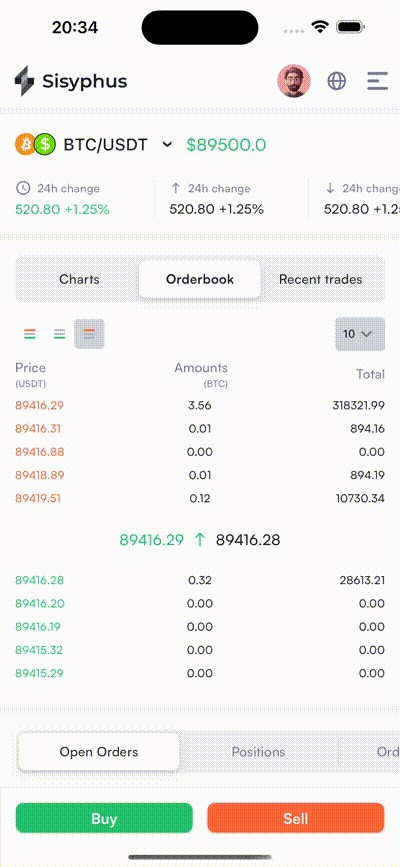 20:34
Sisyphus
BTC/USDT $89500.0
24h change 24h change 24h chang
520.80 +1.25% 520.80 +1.25% 520.80 +1.2
Charts Orderbook Recent trades
10
Price Amounts Total
(USDT) (BTC)
89416.29 3.56 318321.99
89416.31 0.01 894.16
89416.88 0.00 0.00
89418.89 0.01 894.19
89419.51 0.12 10730.34
89416.29 ↑ 89416.28
89416.28 0.32 28613.21
89416.20 0.00 0.00
89416.19 0.00 0.00
89415.32 0.00 0.00
89415.29 0.00 0.00
Open Orders Positions Ord
Buy Sell